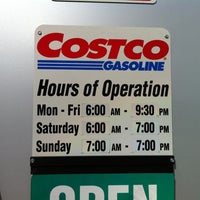 COSTCO
GASOLINE
Hours of Operation
Mon - Fri 6:00 AM - 9:30 PM
Saturday 6:00 AM - 7:00 PM
Sunday 7:00 AM - 7:00 PM
OPEN